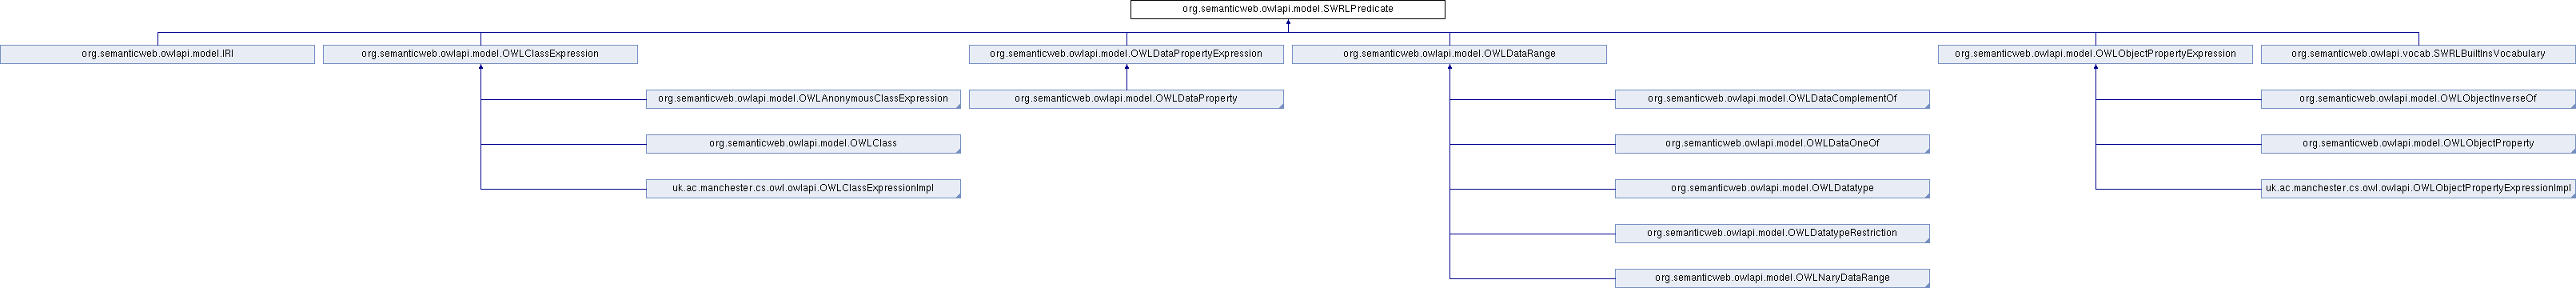 org.semanticweb.owlapi.model.SWRLPredicate
org.semanticweb.owlapi.model.IRI
org.semanticweb.owlapi.model.OWLClassExpression
org.semanticweb.owlapi.model.OWLDataPropertyExpression
org.semanticweb.owlapi.model.OWLDataRange
org.semanticweb.owlapi.model.OWLObjectPropertyExpression
org.semanticweb.owlapi.vocab.SWRLBuiltInsVocabulary
org.semanticweb.owlapi.model.OWLAnonymousClassExpression
org.semanticweb.owlapi.model.OWLDataProperty
org.semanticweb.owlapi.model.OWLDataComplementOf
org.semanticweb.owlapi.model.OWLObjectInverseOf
org.semanticweb.owlapi.model.OWLClass
org.semanticweb.owlapi.model.OWLDataOneOf
org.semanticweb.owlapi.model.OWLObjectProperty
uk.ac.manchester.cs.owl.owlapi.OWLClassExpressionImpl
org.semanticweb.owlapi.model.OWLDatatype
uk.ac.manchester.cs.owl.owlapi.OWLObjectPropertyExpressionImpl
org.semanticweb.owlapi.model.OWLDatatypeRestriction
org.semanticweb.owlapi.model.OWLNaryDataRange